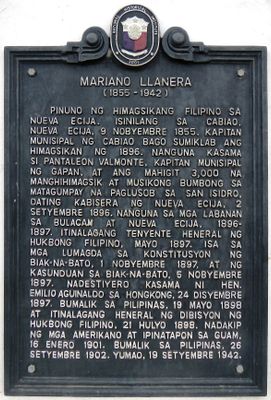 MARIANO LLANERA
(1855 - 1942)
PINUNO NG HIMAGSIKANG FILIPINO SA
NUEVA ECIJA. ISINILANG SA CABIAO,
NUEVA ECIJA, 9 NOBYEMBRE 1855. KAPITAN
MUNISIPAL NG CABIAO BAGO SUMIKLAB ANG
HIMAGSIKAN NG 1896. NANGUNA KASAMA
SI PANTALEON VALMONTE, KAPITAN MUNISIPAL
NG GAPAN, AT ANG MAHIGIT 3,000 NA
MANGHIHIMAGSIK AT MUSIKONG BUMBONG SA
MATAGUMPAY NA PAGLUSOB SA SAN ISIDRO,
DATING KABISERA NG NUEVA ECIJA, 2
SETYEMBRE 1896. NANGUNA SA MGA LABANAN
SA BULACAN AT NUEVA ECIJA, 1896-
1897. ITINALAGANG TENYENTE HENERAL NG
HUKBONG FILIPINO, MAYO 1897. ISA SA
MGA LUMAGDA SA KONSTITUSYON NG
BIAK-NA-BATO, 1 NOBYEMBRE 1897, AT NG
KASUNDUAN SA BIAK-NA-BATO, 5 NOBYEMBRE
1897. NADESTIYERO KASAMA NI HEN.
EMILIO AGUINALDO SA HONGKONG, 24 DISYEMBRE
1897. BUMALIK SA PILIPINAS, 19 MAYO 1898
AT ITINALAGANG HENERAL NG DIBISYON NG
HUKBONG FILIPINO, 21 HULYO 1898. NADAKIP
NG MGA AMERIKANO AT IPINATAPON SA GUAM,
16 ENERO 1901. BUMALIK SA PILIPINAS, 26
SETYEMBRE 1902. YUMAO, 19 SETYEMBRE 1942.